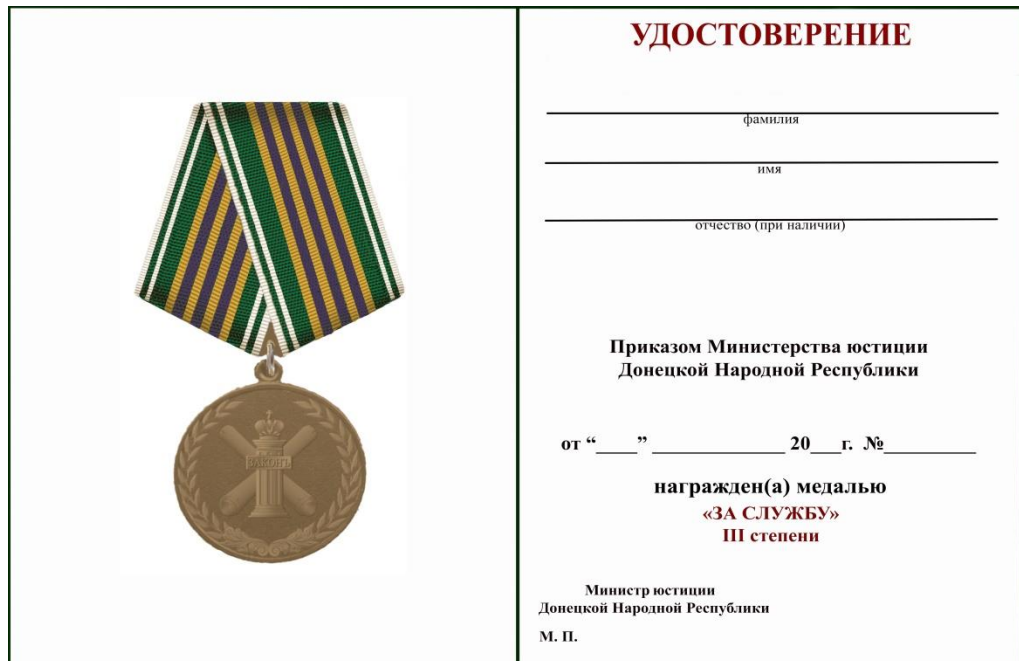 ЗАКОНЪ
УДОСТОВЕРЕНИЕ
фамилия
имя
отчество (при наличии)
Приказом Министерства юстиции
Донецкой Народной Республики
от “____” _____________ 20___г. №_________
награжден(а) медалью
«ЗА СЛУЖБУ»
III степени
Министр юстиции
Донецкой Народной Республики
М. П.